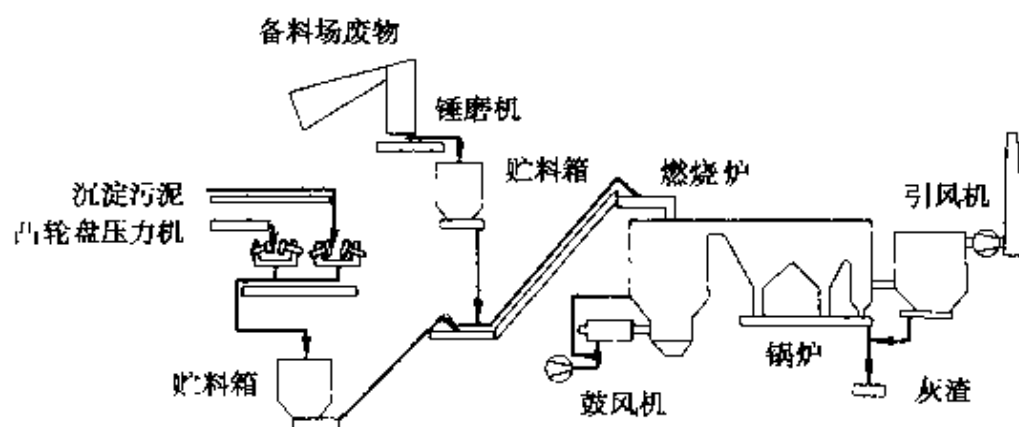 备料场废物
锤磨机
贮料箱
燃烧炉
引风机
沉淀污泥
凸轮盘压力机
贮料箱
鼓风机
锅炉
灰渣